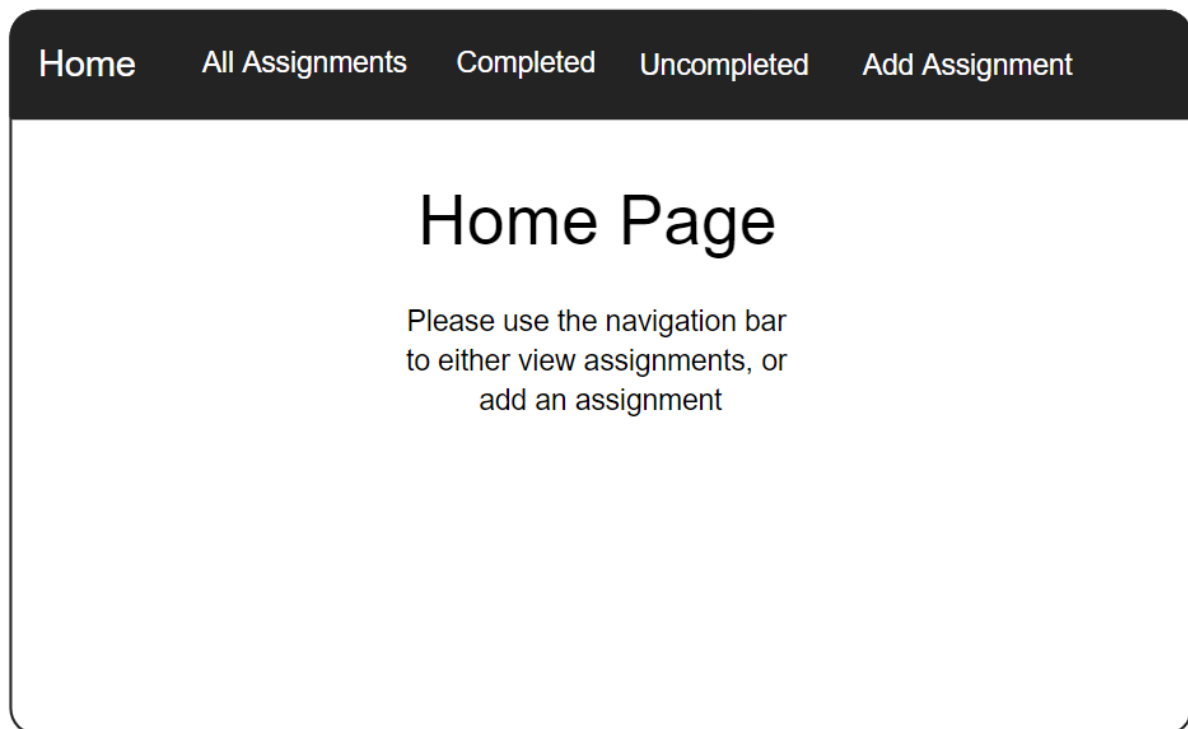 Home All Assignments Completed Uncompleted Add Assignment
Home Page
Please use the navigation bar
to either view assignments, or
add an assignment